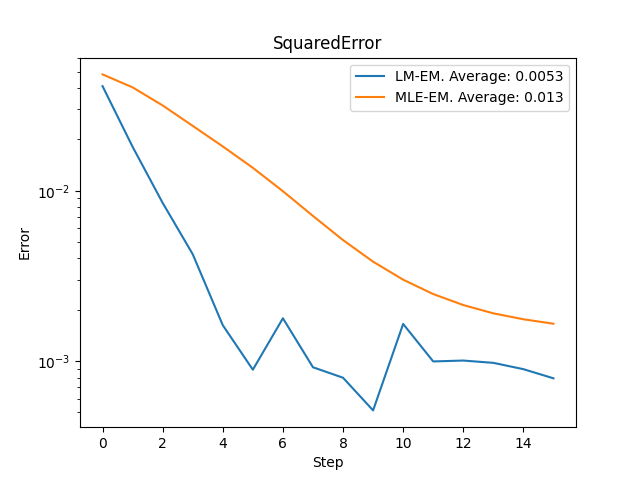 SquaredError
LM-EM. Average: 0.0053
MLE-EM. Average: 0.013
10⁻²
10⁻³
Error
0 2 4 6 8 10 12 14
Step